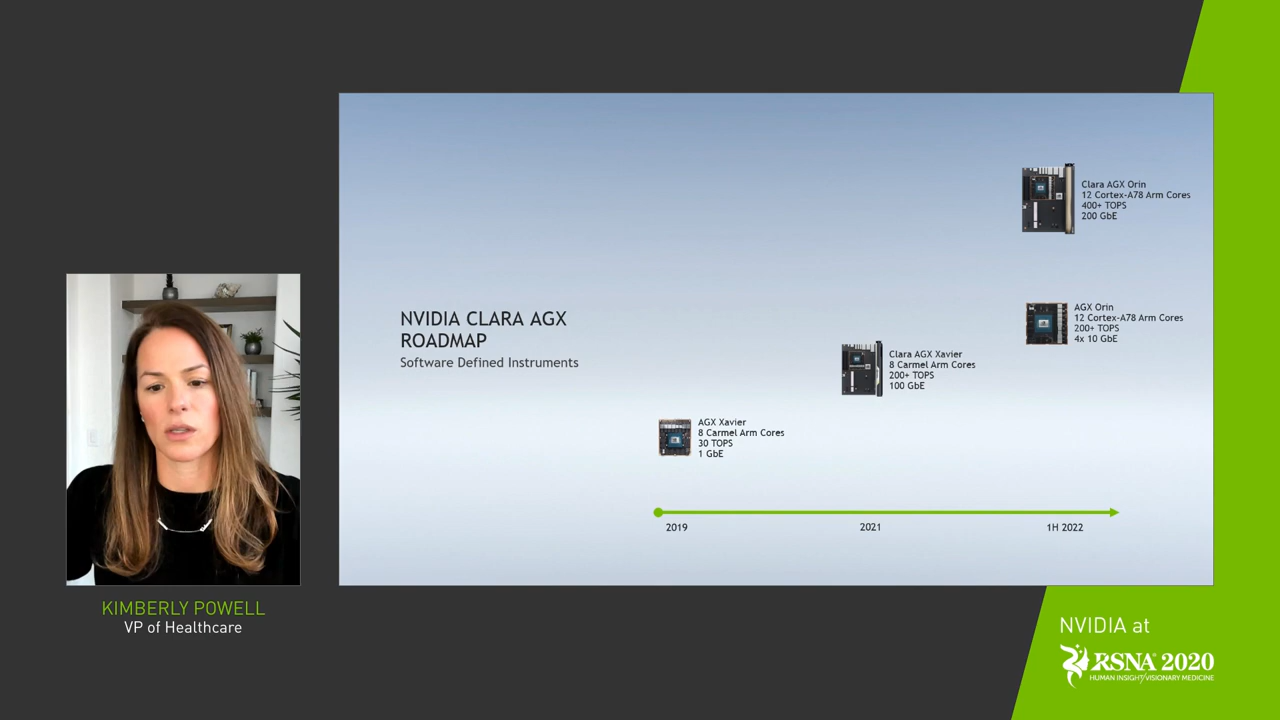 NVIDIA CLARA AGX
ROADMAP
Software Defined Instruments
Clara AGX Orin
12 Cortex-A78 Arm Cores
400+ TOPS
200 GbE
AGX Orin
12 Cortex-A78 Arm Cores
200+ TOPS
4x 10 GbE
Clara AGX Xavier
8 Carmel Arm Cores
200+ TOPS
100 GbE
AGX Xavier
8 Carmel Arm Cores
30 TOPS
1 GbE
2019
2021
1H 2022
KIMBERLY POWELL
VP of Healthcare
NVIDIA at
RSNA® 2020
HUMAN INSIGHT/VISIONARY MEDICINE